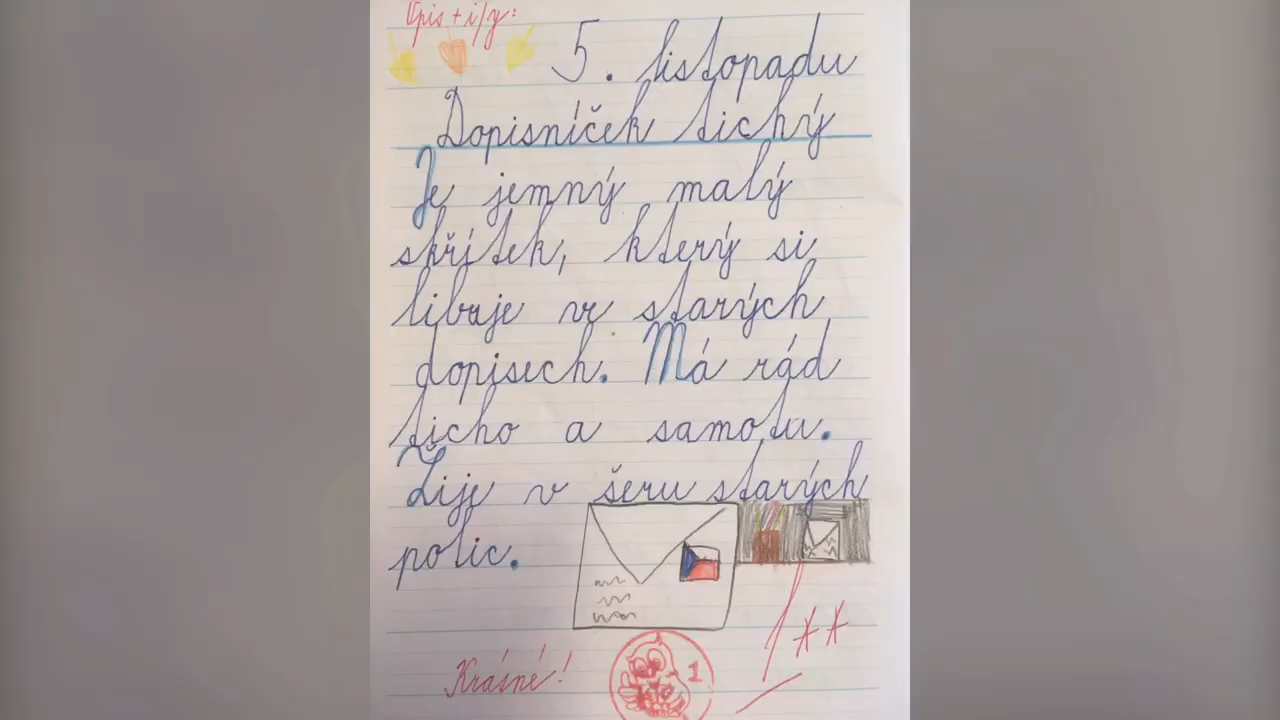 Opis + i/y:
5. listopadu
Dopisníček tichý
Je jemný malý
skřítek, který si
libuje ve starých
dopisech. Má rád
ticho a samotu.
Žije v šeru starých
polic.
Krásné!
1
1**